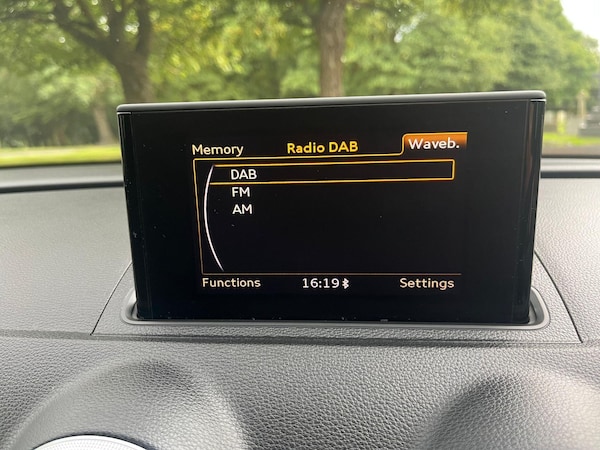 Memory Radio DAB Waveb.
DAB
FM
AM
Functions 16:19 Settings